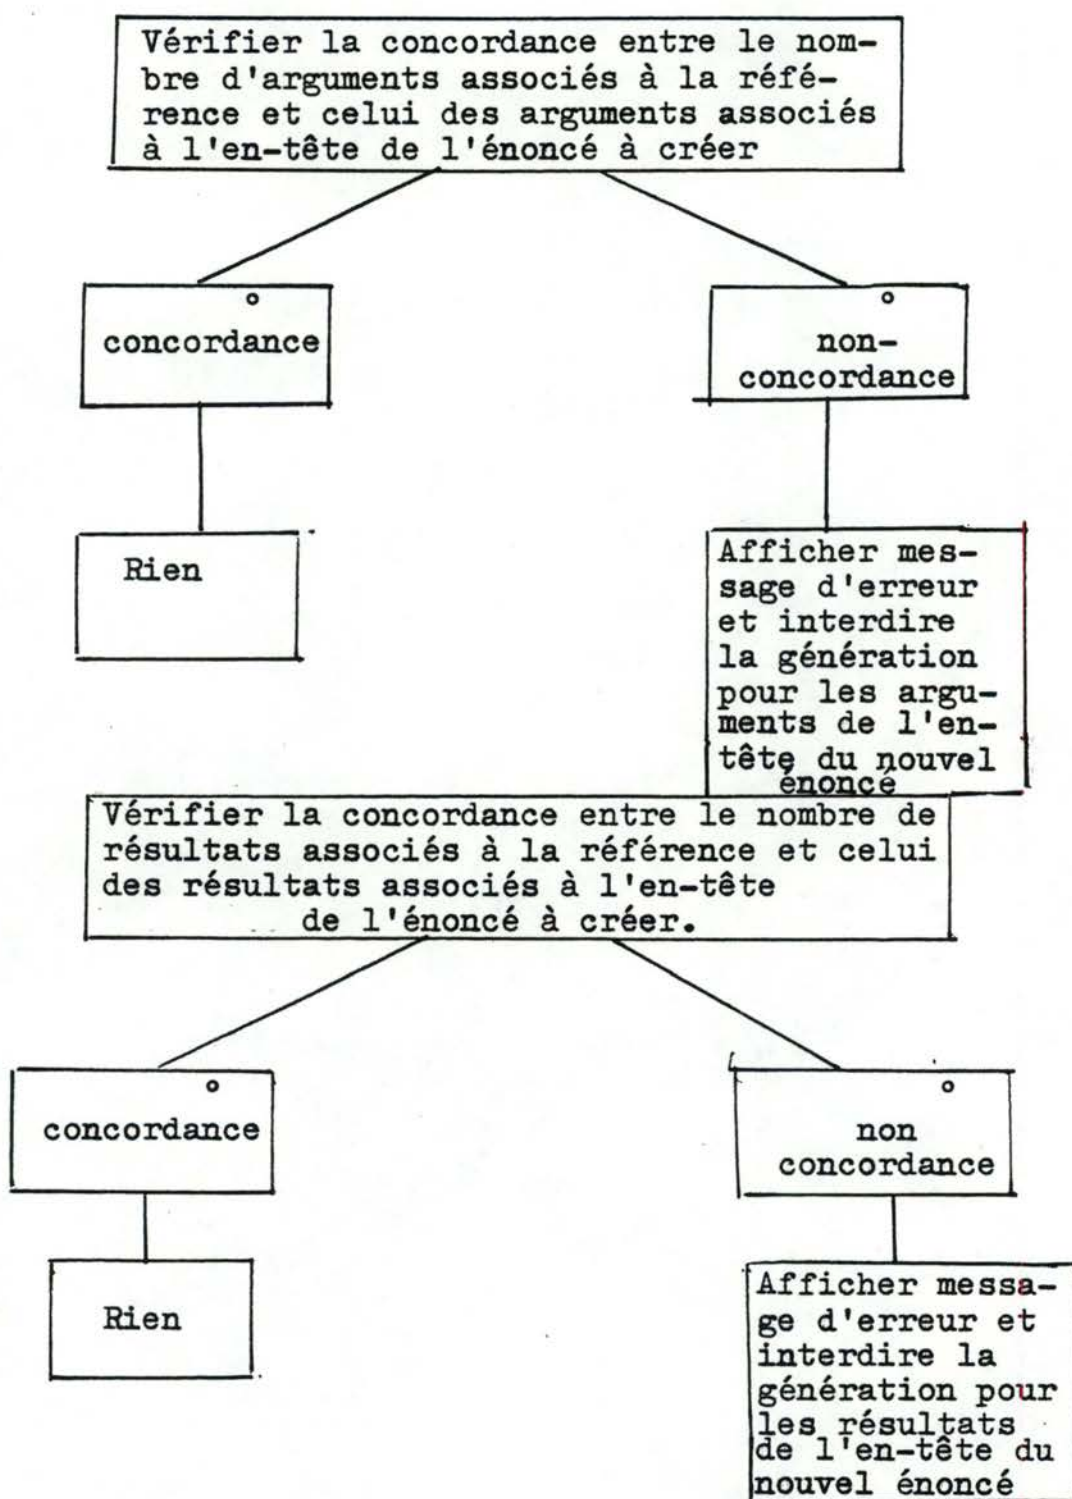 Vérifier la concordance entre le nom-
bre d'arguments associés à la réfé-
rence et celui des arguments associés
à l'en-tête de l'énoncé à créer
concordance
non-
concordance
Rien
Afficher mes-
sage d'erreur
et interdire
la génération
pour les argu-
ments de l'en-
tête du nouvel
énoncé
Vérifier la concordance entre le nombre de
résultats associés à la référence et celui
des résultats associés à l'en-tête
de l'énoncé à créer.
concordance
non
concordance
Rien
Afficher messa-
ge d'erreur et
interdire la
génération pour
les résultats
de l'en-tête du
nouvel énoncé